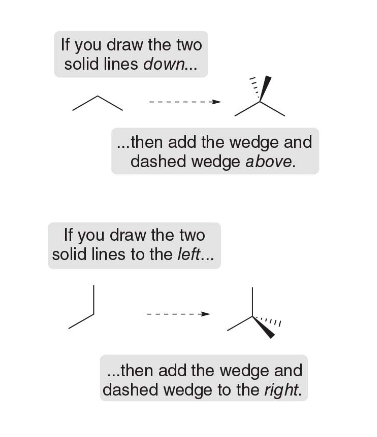 If you draw the two
solid lines down...
...then add the wedge and
dashed wedge above.
If you draw the two
solid lines to the left...
...then add the wedge and
dashed wedge to the right.